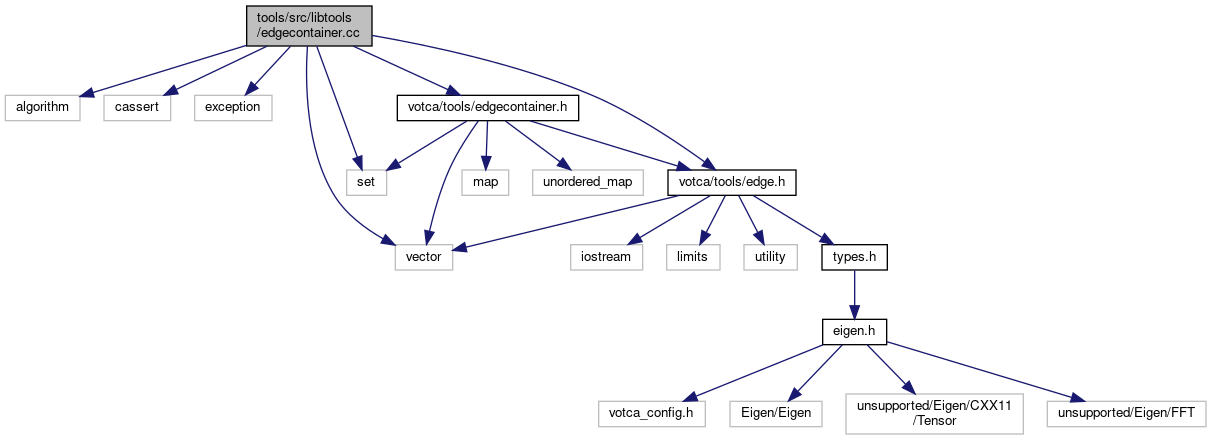 tools/src/libtools
/edgecontainer.cc
algorithm
cassert
exception
votca/tools/edgecontainer.h
set
map
unordered_map
votca/tools/edge.h
vector
iostream
limits
utility
types.h
eigen.h
votca_config.h
Eigen/Eigen
unsupported/Eigen/CXX11
/Tensor
unsupported/Eigen/FFT